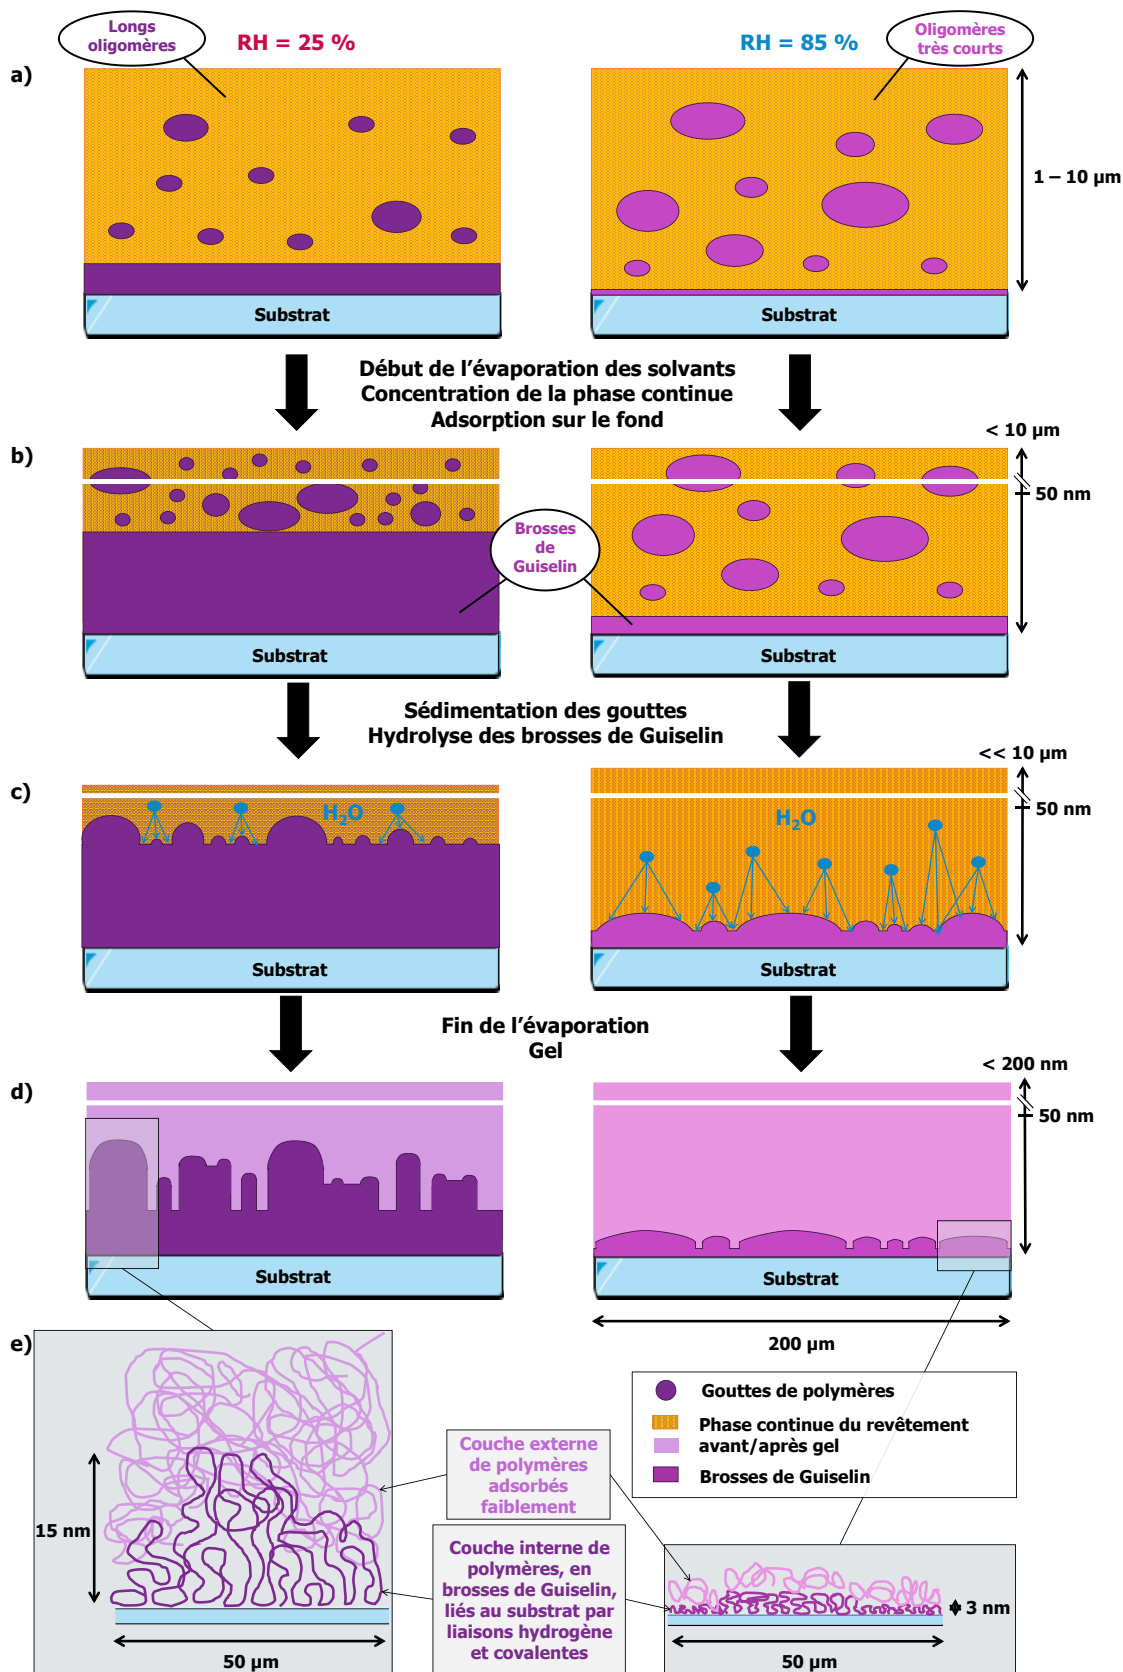 Longs
oligomères
RH = 25 %
RH = 85 %
Oligomères
très courts
a)
1 – 10 µm
Substrat
Substrat
Début de l’évaporation des solvants
Concentration de la phase continue
Adsorption sur le fond
< 10 µm
b)
50 nm
Brosses
de
Guiselin
Substrat
Substrat
Sédimentation des gouttes
Hydrolyse des brosses de Guiselin
<< 10 µm
c)
50 nm
H₂O
H₂O
Substrat
Substrat
Fin de l’évaporation
Gel
< 200 nm
d)
50 nm
Substrat
Substrat
200 µm
e)
Gouttes de polymères
Phase continue du revêtement
avant/après gel
Brosses de Guiselin
Couche externe
de polymères
adsorbés
faiblement
15 nm
Couche interne de
polymères, en
brosses de Guiselin,
liés au substrat par
liaisons hydrogène
et covalentes
3 nm
50 µm
50 µm